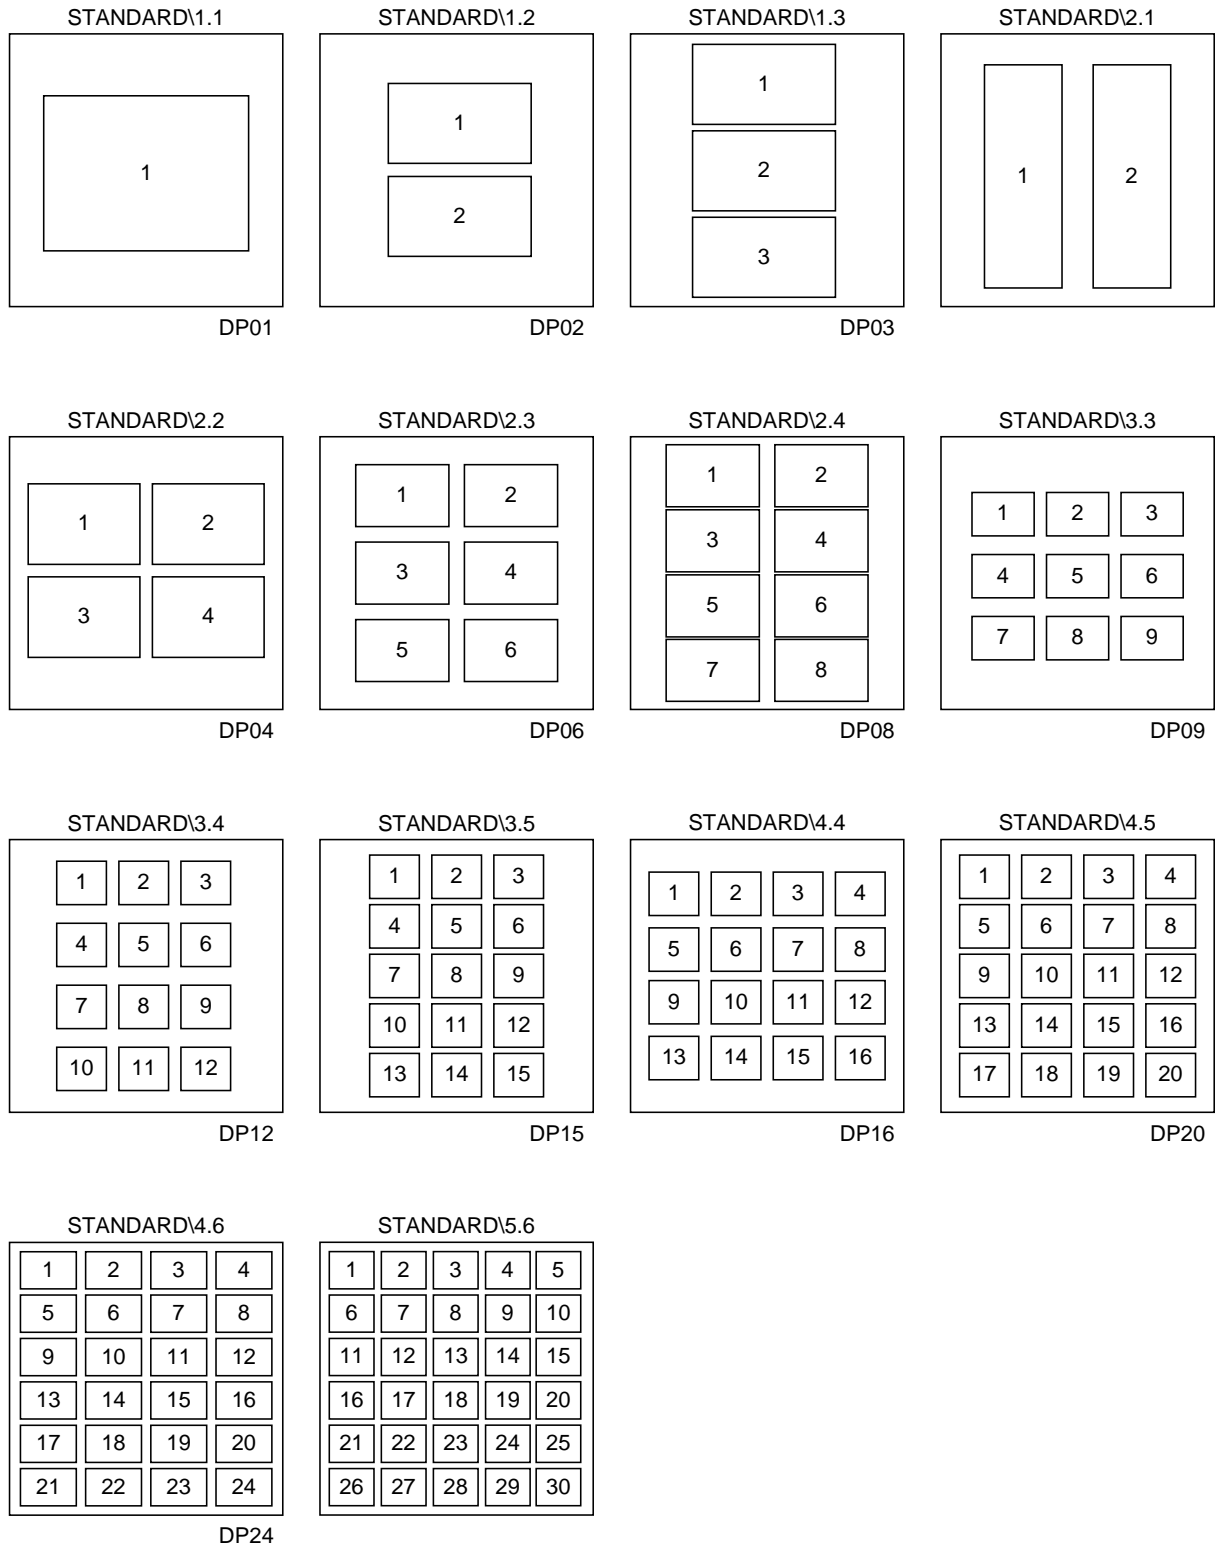 STANDARD\1.1 STANDARD\1.2 STANDARD\1.3 STANDARD\2.1
1
1
2
1
2
3
1 2
DP01 DP02 DP03
STANDARD\2.2 STANDARD\2.3 STANDARD\2.4 STANDARD\3.3
1 2
3 4
1 2
3 4
5 6
1 2
3 4
5 6
7 8
1 2 3
4 5 6
7 8 9
DP04 DP06 DP08 DP09
STANDARD\3.4 STANDARD\3.5 STANDARD\4.4 STANDARD\4.5
1 2 3
4 5 6
7 8 9
10 11 12
1 2 3
4 5 6
7 8 9
10 11 12
13 14 15
1 2 3 4
5 6 7 8
9 10 11 12
13 14 15 16
1 2 3 4
5 6 7 8
9 10 11 12
13 14 15 16
17 18 19 20
DP12 DP15 DP16 DP20
STANDARD\4.6 STANDARD\5.6
1 2 3 4
5 6 7 8
9 10 11 12
13 14 15 16
17 18 19 20
21 22 23 24
1 2 3 4 5
6 7 8 9 10
11 12 13 14 15
16 17 18 19 20
21 22 23 24 25
26 27 28 29 30
DP24